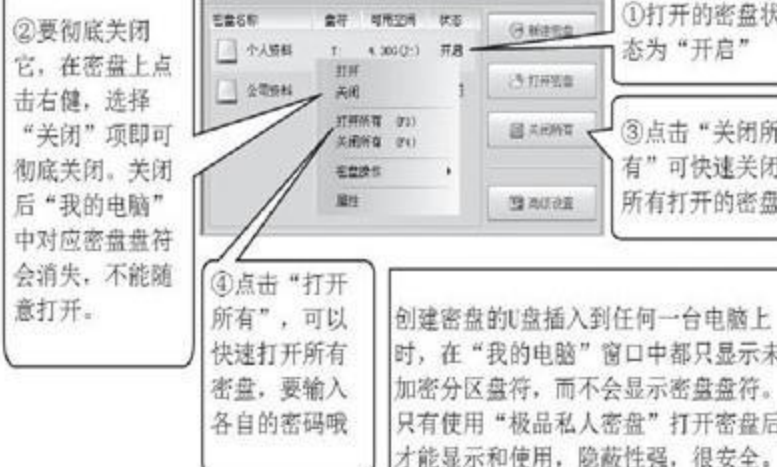 ②要彻底关闭
它，在密盘上点
击右健，选择
“关闭”项即可
彻底关闭。关闭
后“我的电脑”
中对应密盘盘符
会消失，不能随
意打开。
密盘名称 盘符 可用空间 状态
个人资料 T: 4.30G(2:) 开启
公司资料
打开
关闭
打开所有 (F3)
关闭所有 (F4)
密盘操作
属性
新建密盘
打开密盘
关闭所有
高级设置
①打开的密盘状
态为“开启”
③点击“关闭所
有”可快速关闭
所有打开的密盘
④点击“打开
所有”，可以
快速打开所有
密盘，要输入
各自的密码哦
创建密盘的U盘插入到任何一台电脑上
时，在“我的电脑”窗口中都只显示未
加密分区盘符，而不会显示密盘盘符。
只有使用“极品私人密盘”打开密盘后
才能显示和使用，隐蔽性强，很安全。